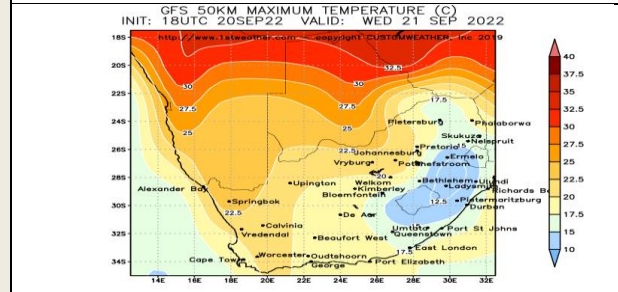 GFS 50KM MAXIMUM TEMPERATURE (C)
INIT: 18UTC 20SEP22 VALID: WED 21 SEP 2022
http://www.1stweather.com copyright CUSTOMWEATHER, Inc 2019
18S
20S
22S
24S
26S
28S
30S
32S
34S
14E
16E
18E
20E
22E
24E
26E
28E
30E
32E
32.5
30
27.5
25
30
27.5
25
17.5
22.5
Pietersburg
Phalaborwa
Skukuza
Nelspruit
Pretoria
15
Johannesburg
Ermelo
Vryburg
Potchefstroom
20
Welkom
Bethlehem
Ulundi
Alexander Bay
Upington
Kimberley
Ladysmith
Bloemfontein
Richards B
Springbok
12.5
Pietermaritzburg
Durban
22.5
De Aar
Calvinia
Umtata
Port St Johns
Vredendal
Queenstown
Beaufort West
East London
17.5
Worcester
Oudtshoorn
Cape Town
George
Port Elizabeth
40
37.5
35
32.5
30
27.5
25
22.5
20
17.5
15
10